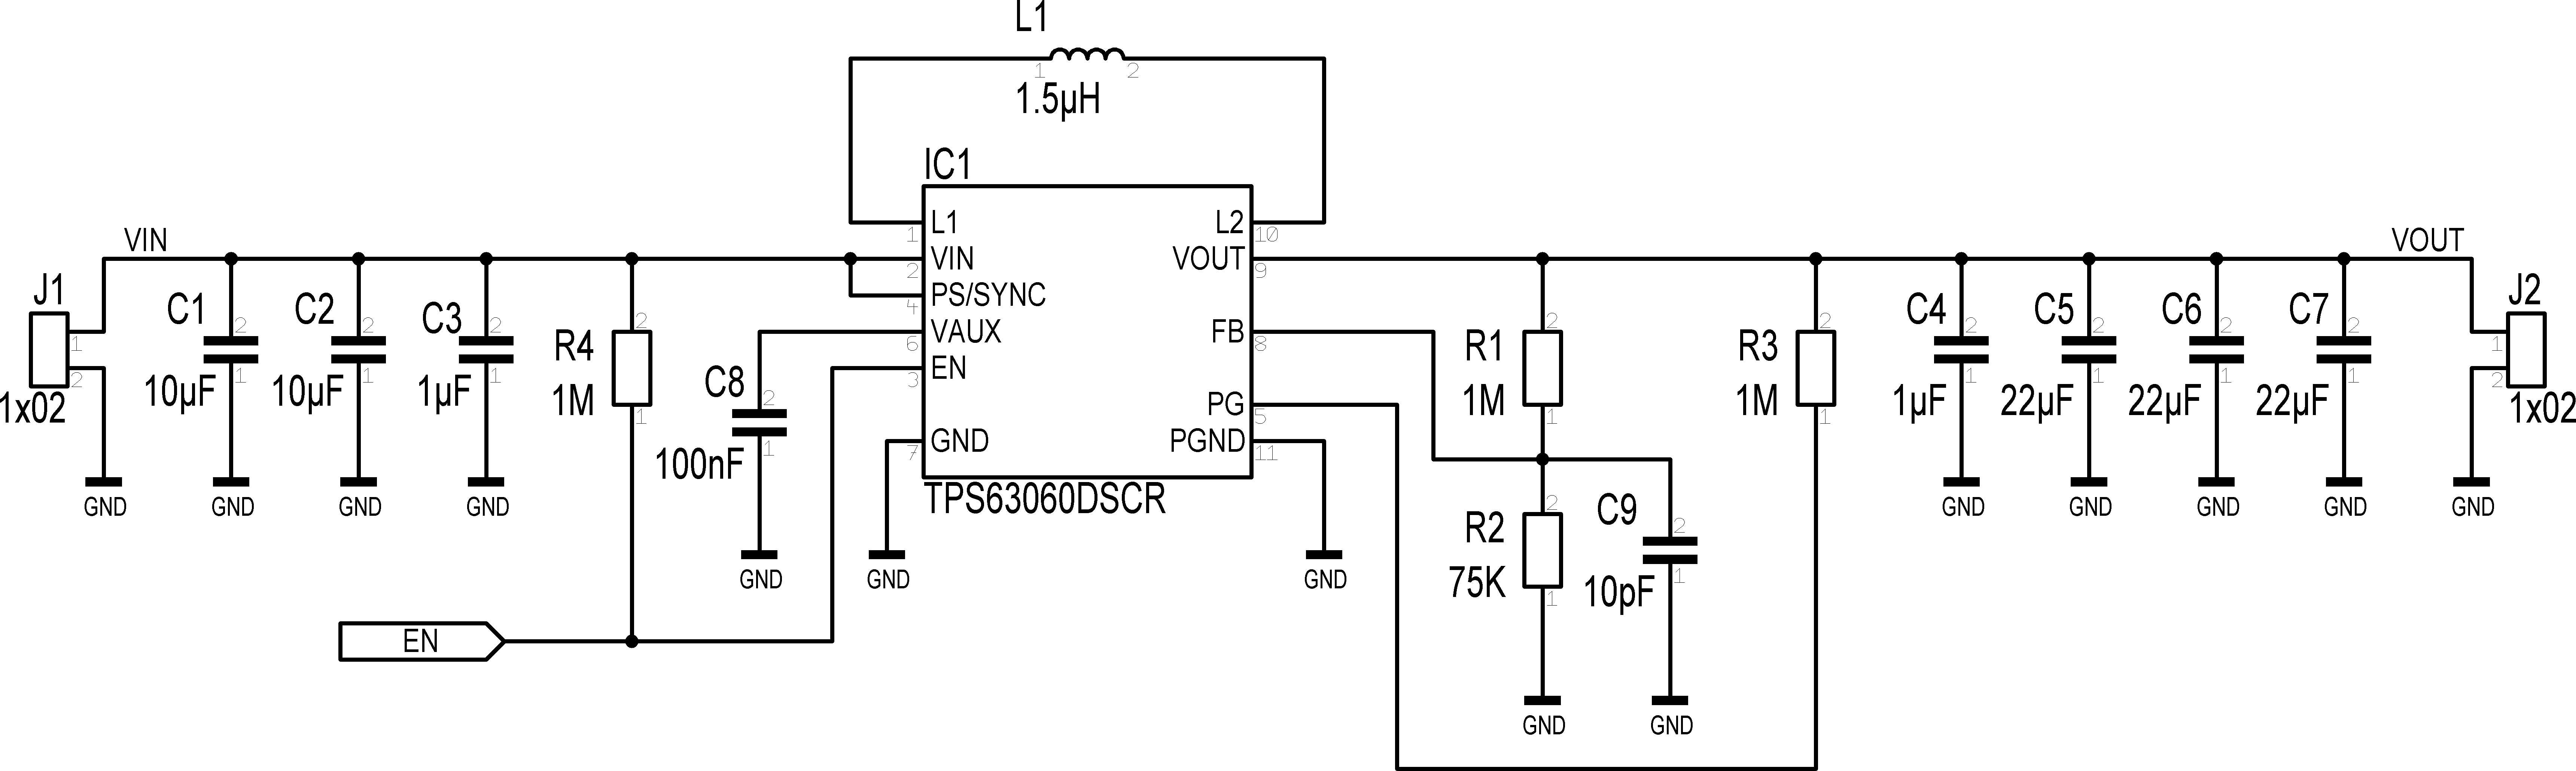 L1
1 2
1.5µH
IC1
L1 L2
1 10
VIN VIN VOUT VOUT
2 9
J1 C1 C2 C3 PS/SYNC C4 C5 C6 C7 J2
4
2 2 2 2 2 2 2 2 2 2
R4 VAUX FB R1 R3
1 6 8 1
10µF 10µF 1µF 1M C8 EN 1M 1M 1µF 22µF 22µF 22µF
1 1 1 3 1 1 1 1
2 2 2
1x02 PG 1x02
1 5 1 1
100nF GND PGND
1 7 11
TPS63060DSCR
GND GND GND GND GND GND GND GND GND
2
R2 C9
2
75K 10pF
GND GND GND
1 1
EN
GND GND